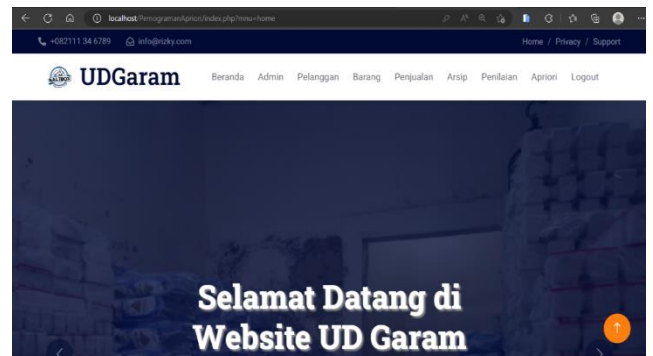 localhost/PemogramanApriori/index.php?mnu=home
+082111 34 6789 info@rizky.com Home / Privacy / Support
UDGaram Beranda Admin Pelanggan Barang Penjualan Arsip Penilaian Apriori Logout
Selamat Datang di
Website UD Garam